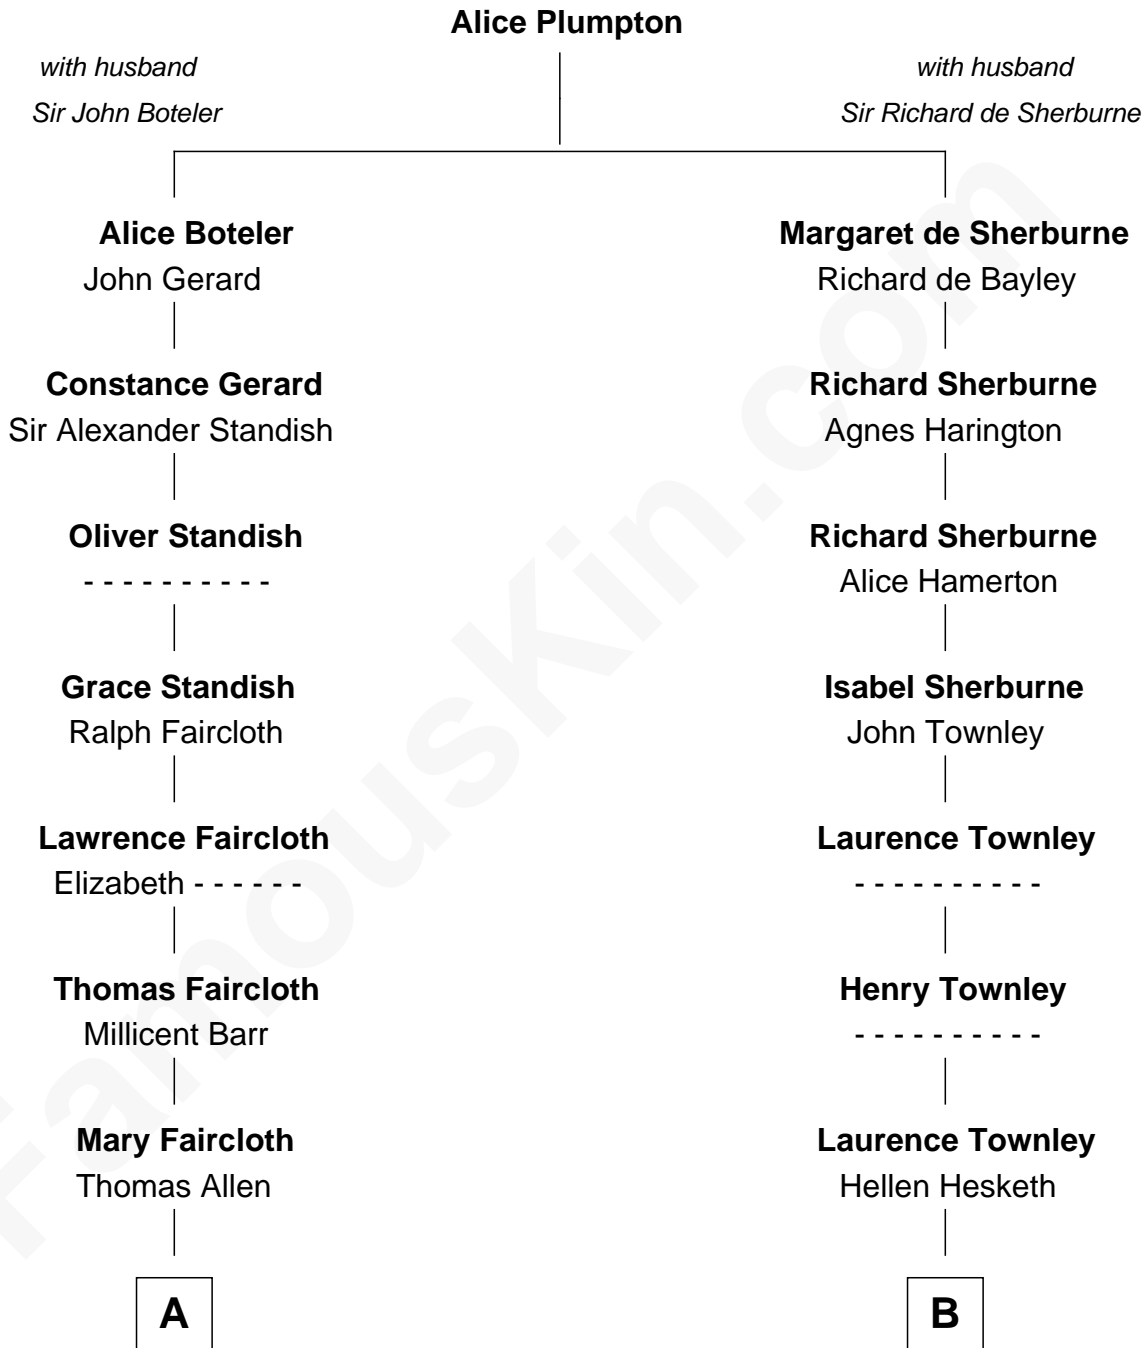 Alice Plumpton
with husband
Sir John Boteler
with husband
Sir Richard de Sherburne
Alice Boteler
John Gerard
Margaret de Sherburne
Richard de Bayley
Constance Gerard
Sir Alexander Standish
Richard Sherburne
Agnes Harington
Oliver Standish
- - - - - - - - - -
Richard Sherburne
Alice Hamerton
Grace Standish
Ralph Faircloth
Isabel Sherburne
John Townley
Lawrence Faircloth
Elizabeth - - - - - -
Laurence Townley
- - - - - - - - - -
Thomas Faircloth
Millicent Barr
Henry Townley
- - - - - - - - - -
Mary Faircloth
Thomas Allen
Laurence Townley
Hellen Hesketh
A
B
FamousKin.com